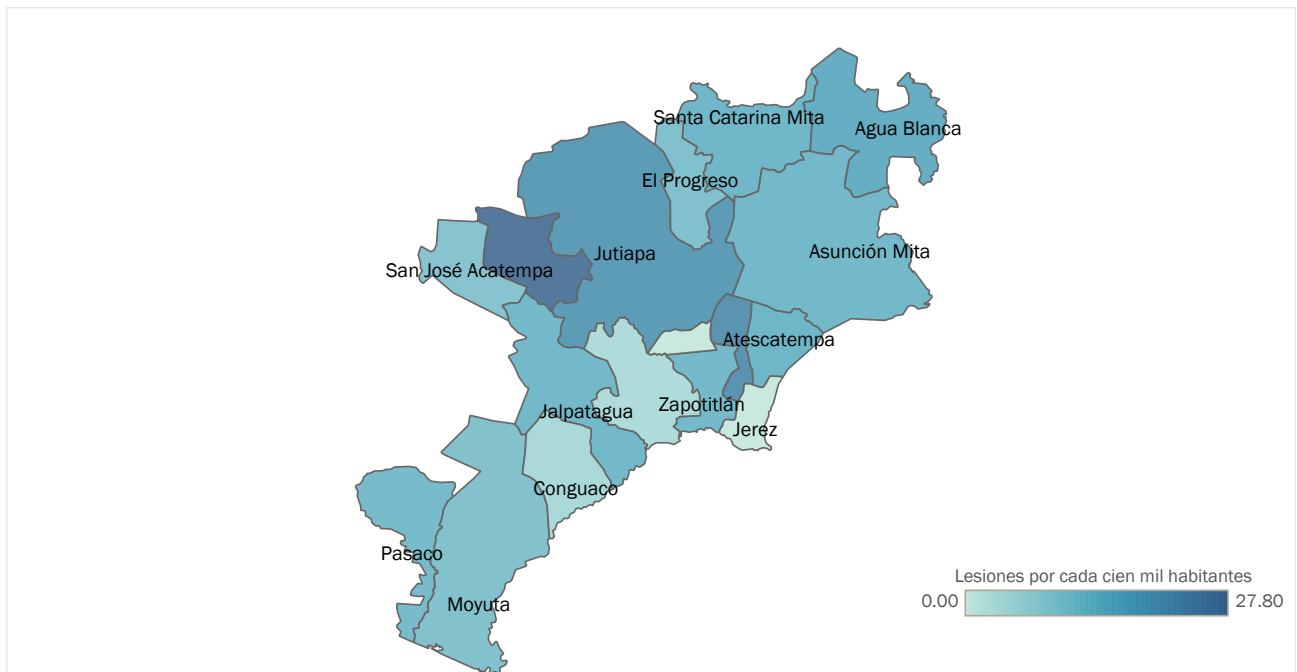 Santa Catarina Mita
Agua Blanca
El Progreso
Jutiapa
Asunción Mita
San José Acatempa
Atescatempa
Jalpatagua
Zapotitlán
Jerez
Conguaco
Pasaco
Moyuta
Lesiones por cada cien mil habitantes
0.00
27.80